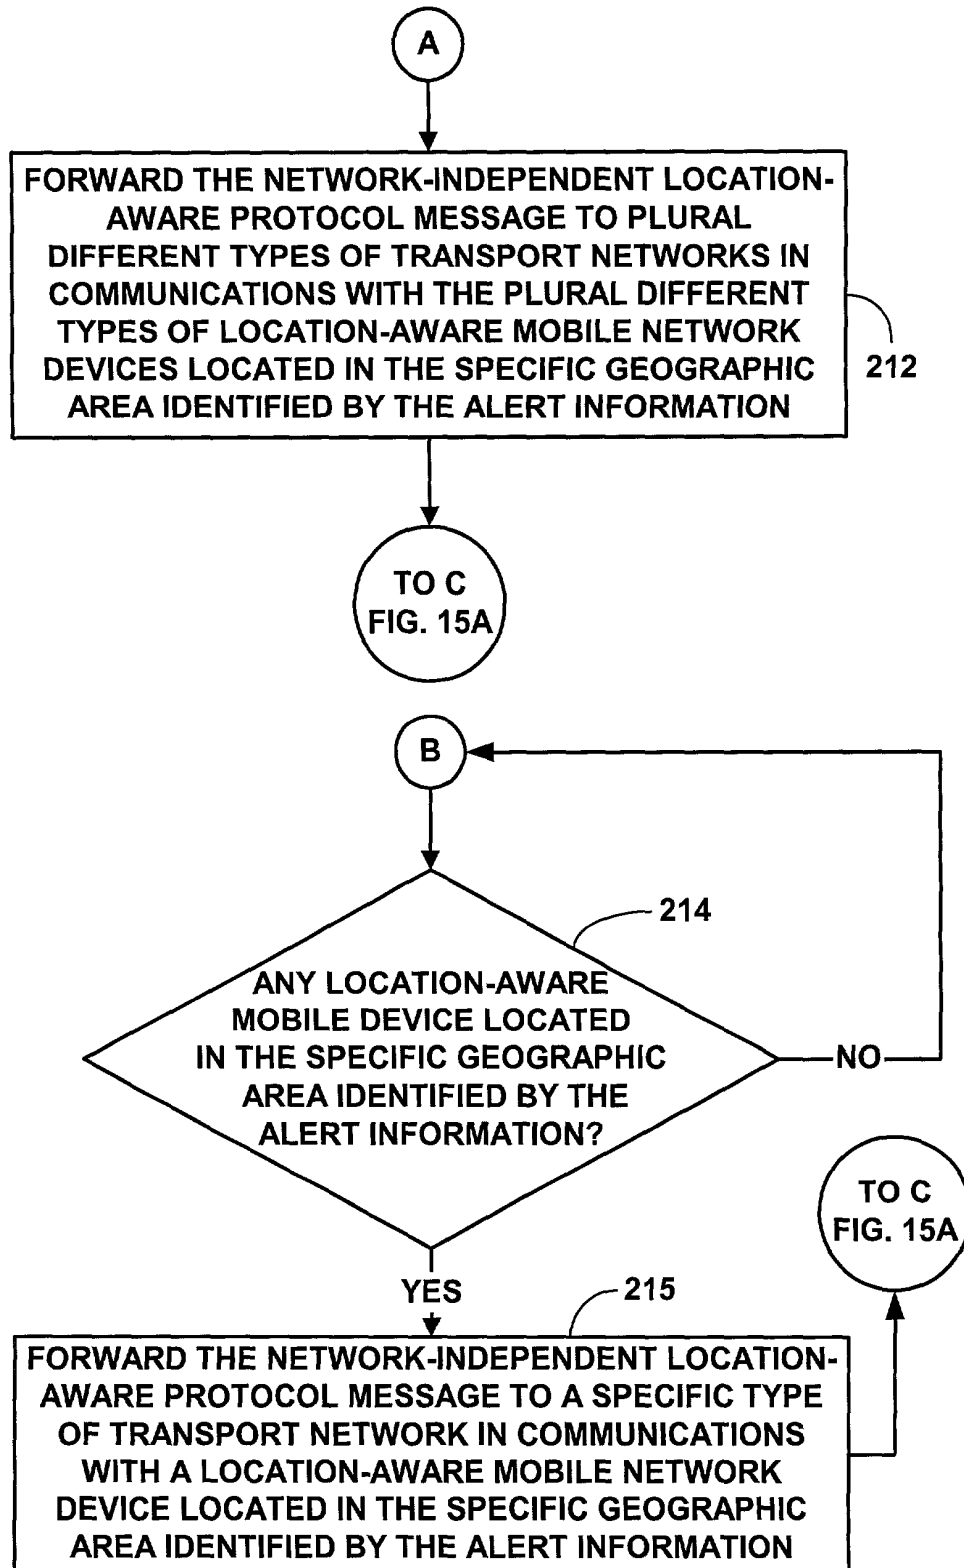 A
FORWARD THE NETWORK-INDEPENDENT LOCATION-
AWARE PROTOCOL MESSAGE TO PLURAL
DIFFERENT TYPES OF TRANSPORT NETWORKS IN
COMMUNICATIONS WITH THE PLURAL DIFFERENT
TYPES OF LOCATION-AWARE MOBILE NETWORK
DEVICES LOCATED IN THE SPECIFIC GEOGRAPHIC
AREA IDENTIFIED BY THE ALERT INFORMATION
212
TO C
FIG. 15A
B
214
ANY LOCATION-AWARE
MOBILE DEVICE LOCATED
IN THE SPECIFIC GEOGRAPHIC
AREA IDENTIFIED BY THE
ALERT INFORMATION?
NO
TO C
FIG. 15A
YES
215
FORWARD THE NETWORK-INDEPENDENT LOCATION-
AWARE PROTOCOL MESSAGE TO A SPECIFIC TYPE
OF TRANSPORT NETWORK IN COMMUNICATIONS
WITH A LOCATION-AWARE MOBILE NETWORK
DEVICE LOCATED IN THE SPECIFIC GEOGRAPHIC
AREA IDENTIFIED BY THE ALERT INFORMATION